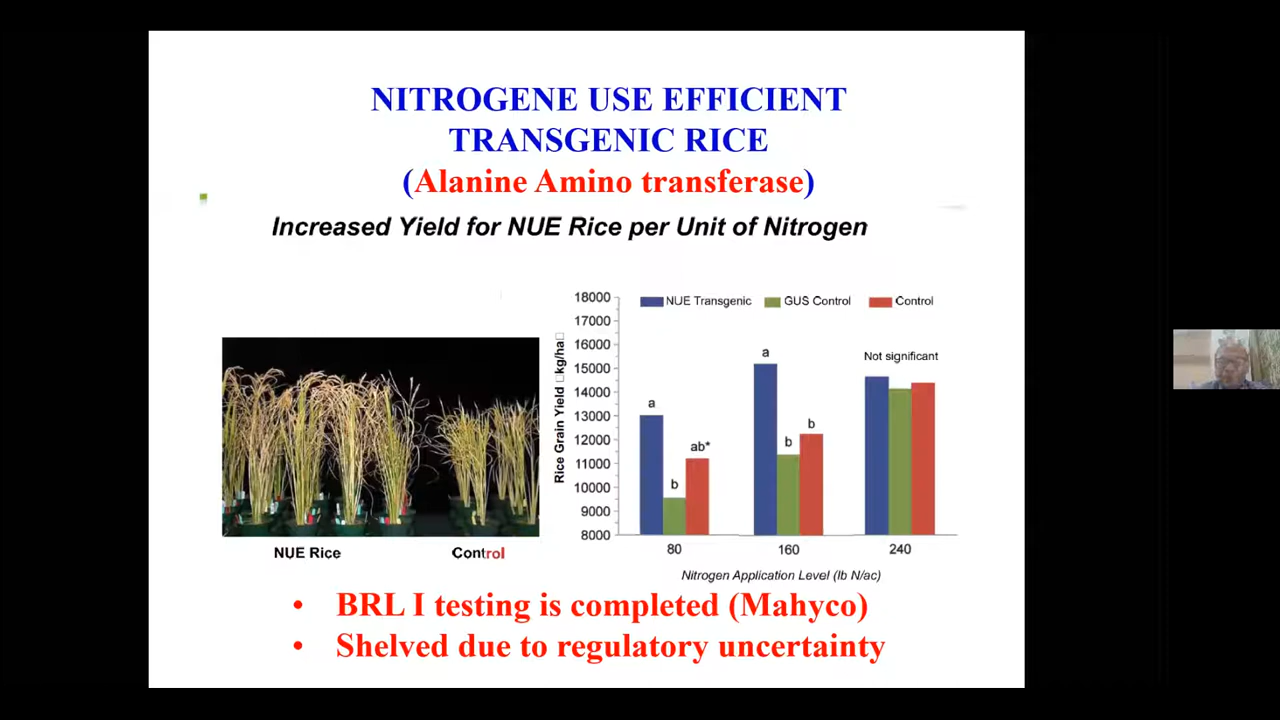 NITROGENE USE EFFICIENT
TRANSGENIC RICE
(Alanine Amino transferase)
Increased Yield for NUE Rice per Unit of Nitrogen
NUE Rice
Control
Rice Grain Yield □kg/ha□
18000
17000
16000
15000
14000
13000
12000
11000
10000
9000
8000
NUE Transgenic
GUS Control
Control
a
b
ab*
a
b
b
Not significant
80
160
240
Nitrogen Application Level (lb N/ac)
• BRL I testing is completed (Mahyco)
• Shelved due to regulatory uncertainty